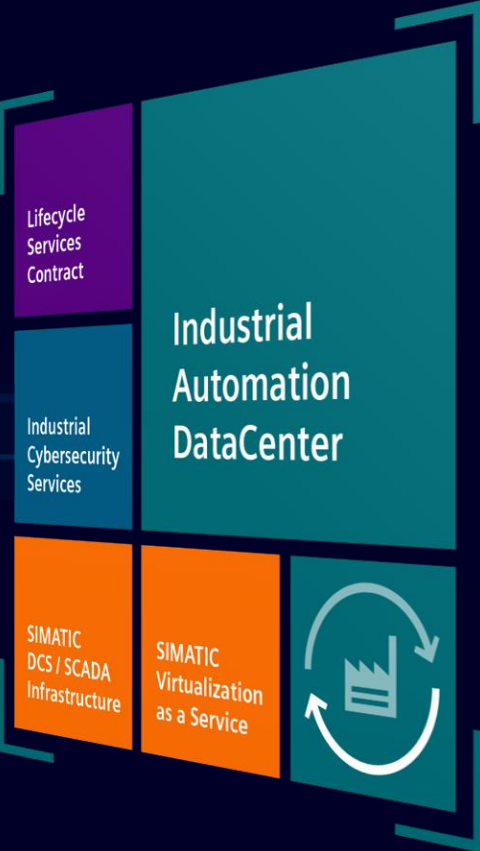 Lifecycle
Services
Contract
Industrial
Automation
DataCenter
Industrial
Cybersecurity
Services
SIMATIC
DCS / SCADA
Infrastructure
SIMATIC
Virtualization
as a Service